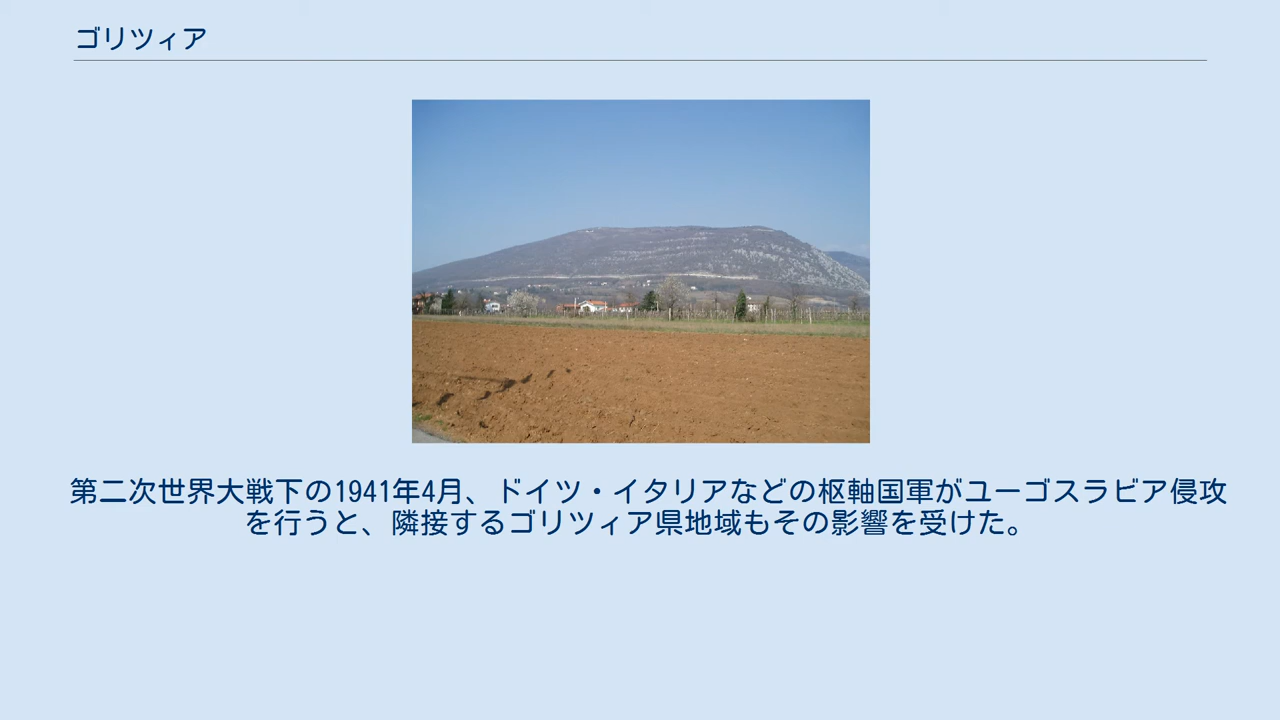 ゴリツィア
第二次世界大戦下の1941年4月、ドイツ・イタリアなどの枢軸国軍がユーゴスラビア侵攻
を行うと、隣接するゴリツィア県地域もその影響を受けた。